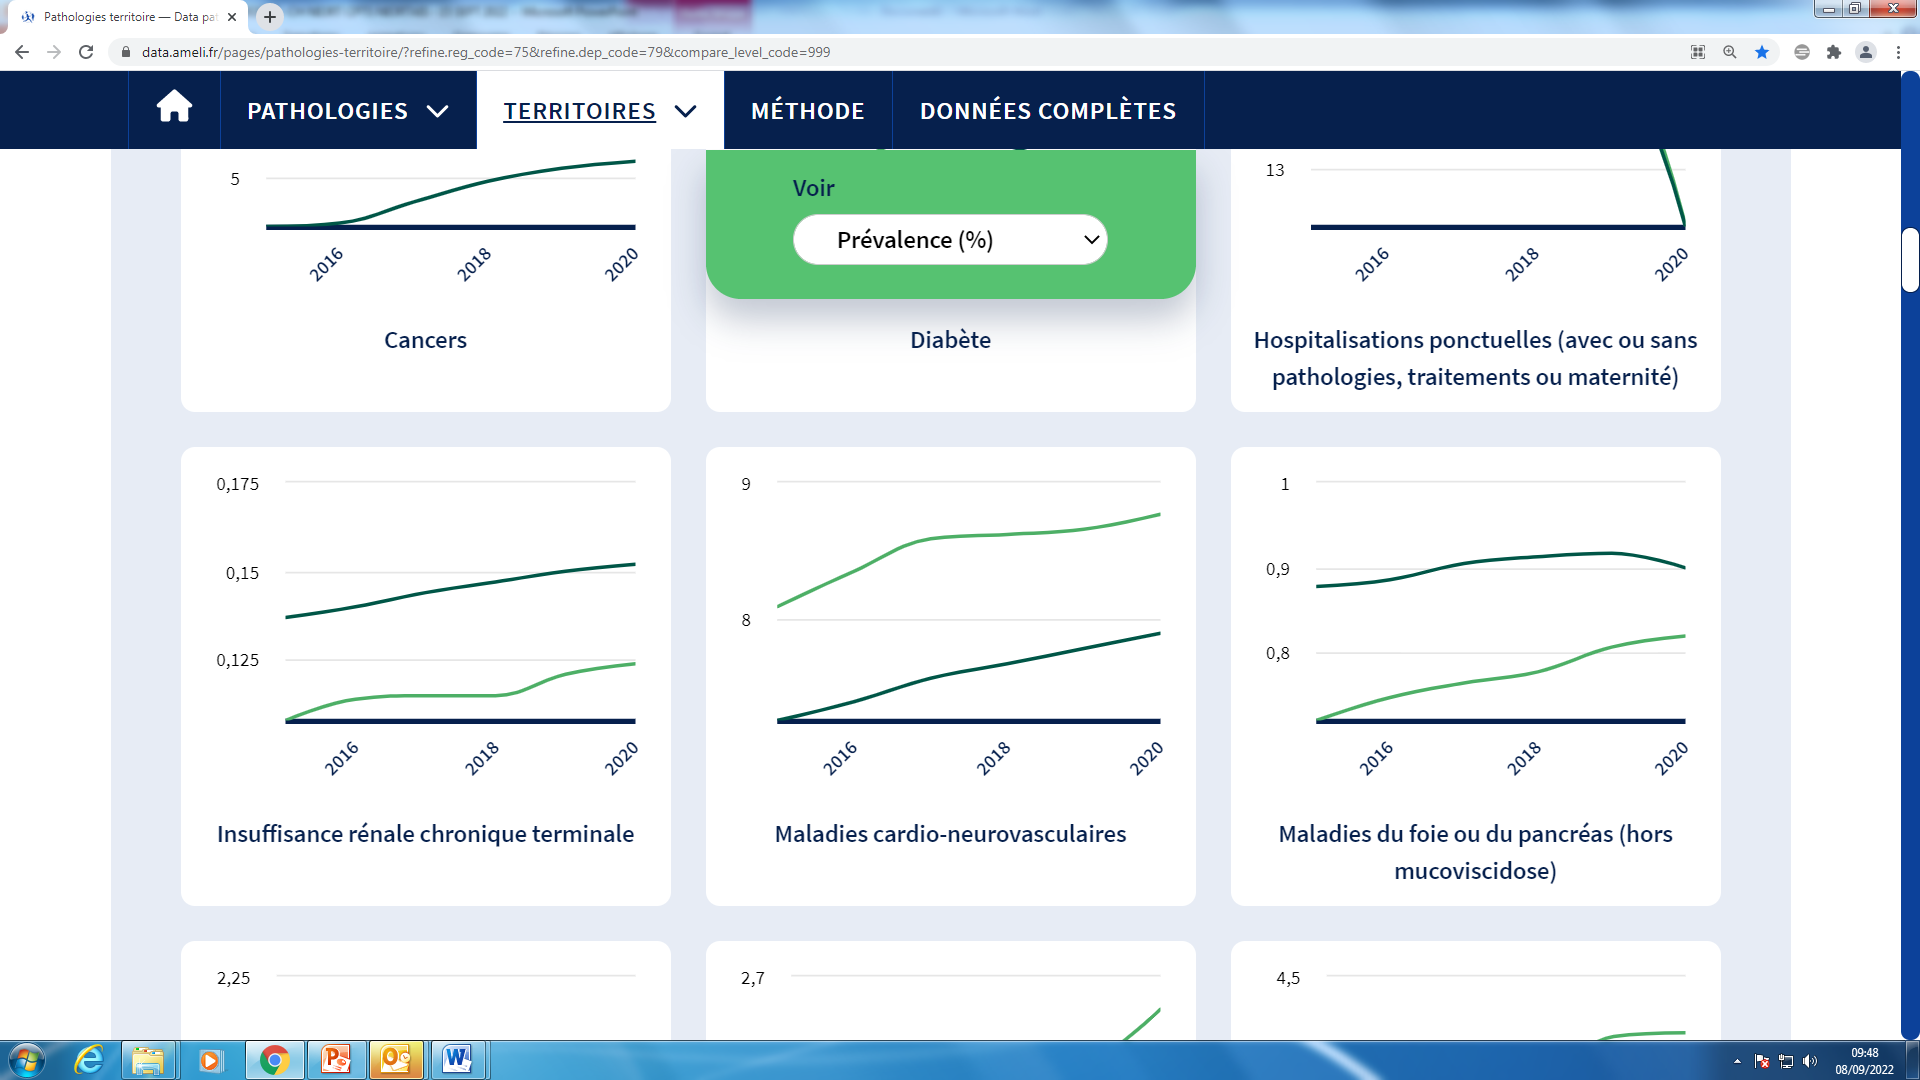 Pathologies territoire — Data pat
data.ameli.fr/pages/pathologies-territoire/?refine.reg_code=75&refine.dep_code=79&compare_level_code=999
PATHOLOGIES
TERRITOIRES
MÉTHODE
DONNÉES COMPLÈTES
5
2016
2018
2020
Cancers
Voir
Prévalence (%)
Diabète
13
2016
2018
2020
Hospitalisations ponctuelles (avec ou sans
pathologies, traitements ou maternité)
0,175
0,15
0,125
2016
2018
2020
Insuffisance rénale chronique terminale
9
8
2016
2018
2020
Maladies cardio-neurovasculaires
1
0,9
0,8
2016
2018
2020
Maladies du foie ou du pancréas (hors
mucoviscidose)
2,25
2,7
4,5
09:48
08/09/2022